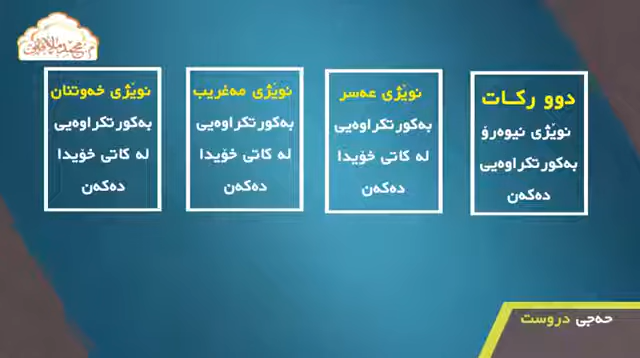 دوو رکـات
نوێژی نیوەڕۆ
بەکورتکراوەیی
دەکەن
نوێژی عەسر
بەکورتکراوەیی
لە کاتی خۆیدا
دەکەن
نوێژی مەغریب
بەکورتکراوەیی
لە کاتی خۆیدا
دەکەن
نوێژی خەوتنان
بەکورتکراوەیی
لە کاتی خۆیدا
دەکەن
حەجی دروست